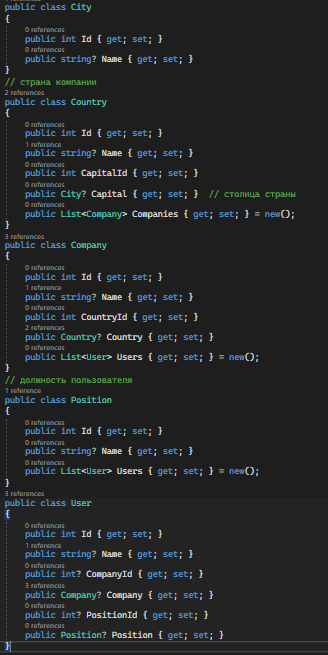 public class City
{
0 references
public int Id { get; set; }
0 references
public string? Name { get; set; }
}
// страна компании
2 references
public class Country
{
0 references
public int Id { get; set; }
1 reference
public string? Name { get; set; }
0 references
public int CapitalId { get; set; }
0 references
public City? Capital { get; set; }  // столица страны
0 references
public List<Company> Companies { get; set; } = new();
}
3 references
public class Company
{
0 references
public int Id { get; set; }
1 reference
public string? Name { get; set; }
0 references
public int CountryId { get; set; }
2 references
public Country? Country { get; set; }
0 references
public List<User> Users { get; set; } = new();
}
// должность пользователя
1 reference
public class Position
{
0 references
public int Id { get; set; }
0 references
public string? Name { get; set; }
0 references
public List<User> Users { get; set; } = new();
}
3 references
public class User
{
0 references
public int Id { get; set; }
1 reference
public string? Name { get; set; }
0 references
public int? CompanyId { get; set; }
3 references
public Company? Company { get; set; }
0 references
public int? PositionId { get; set; }
0 references
public Position? Position { get; set; }
}